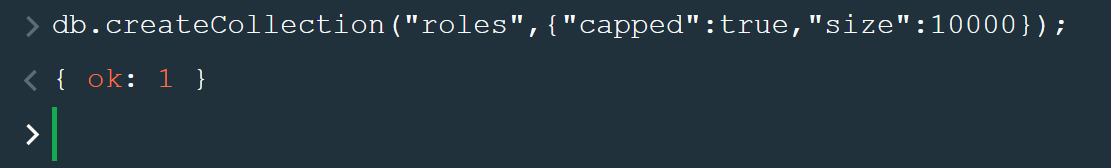 > db.createCollection("roles",{"capped":true,"size":10000});
< { ok: 1 }
>